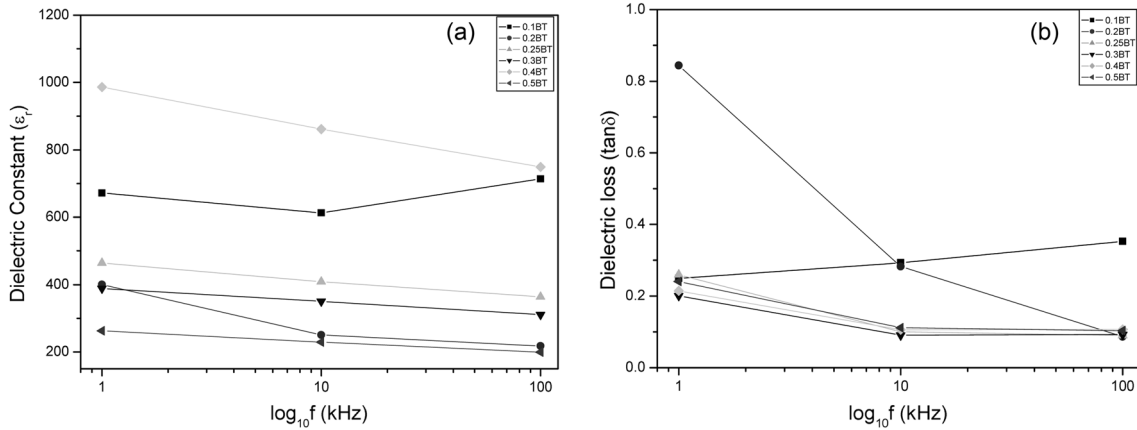 (a)
0.1BT
0.2BT
0.25BT
0.3BT
0.4BT
0.5BT
1200
1000
800
600
400
200
Dielectric Constant (εr)
1
10
100
log10f (kHz)
(b)
0.1BT
0.2BT
0.25BT
0.3BT
0.4BT
0.5BT
1.0
0.8
0.6
0.4
0.2
0.0
Dielectric loss (tanδ)
1
10
100
log10f (kHz)